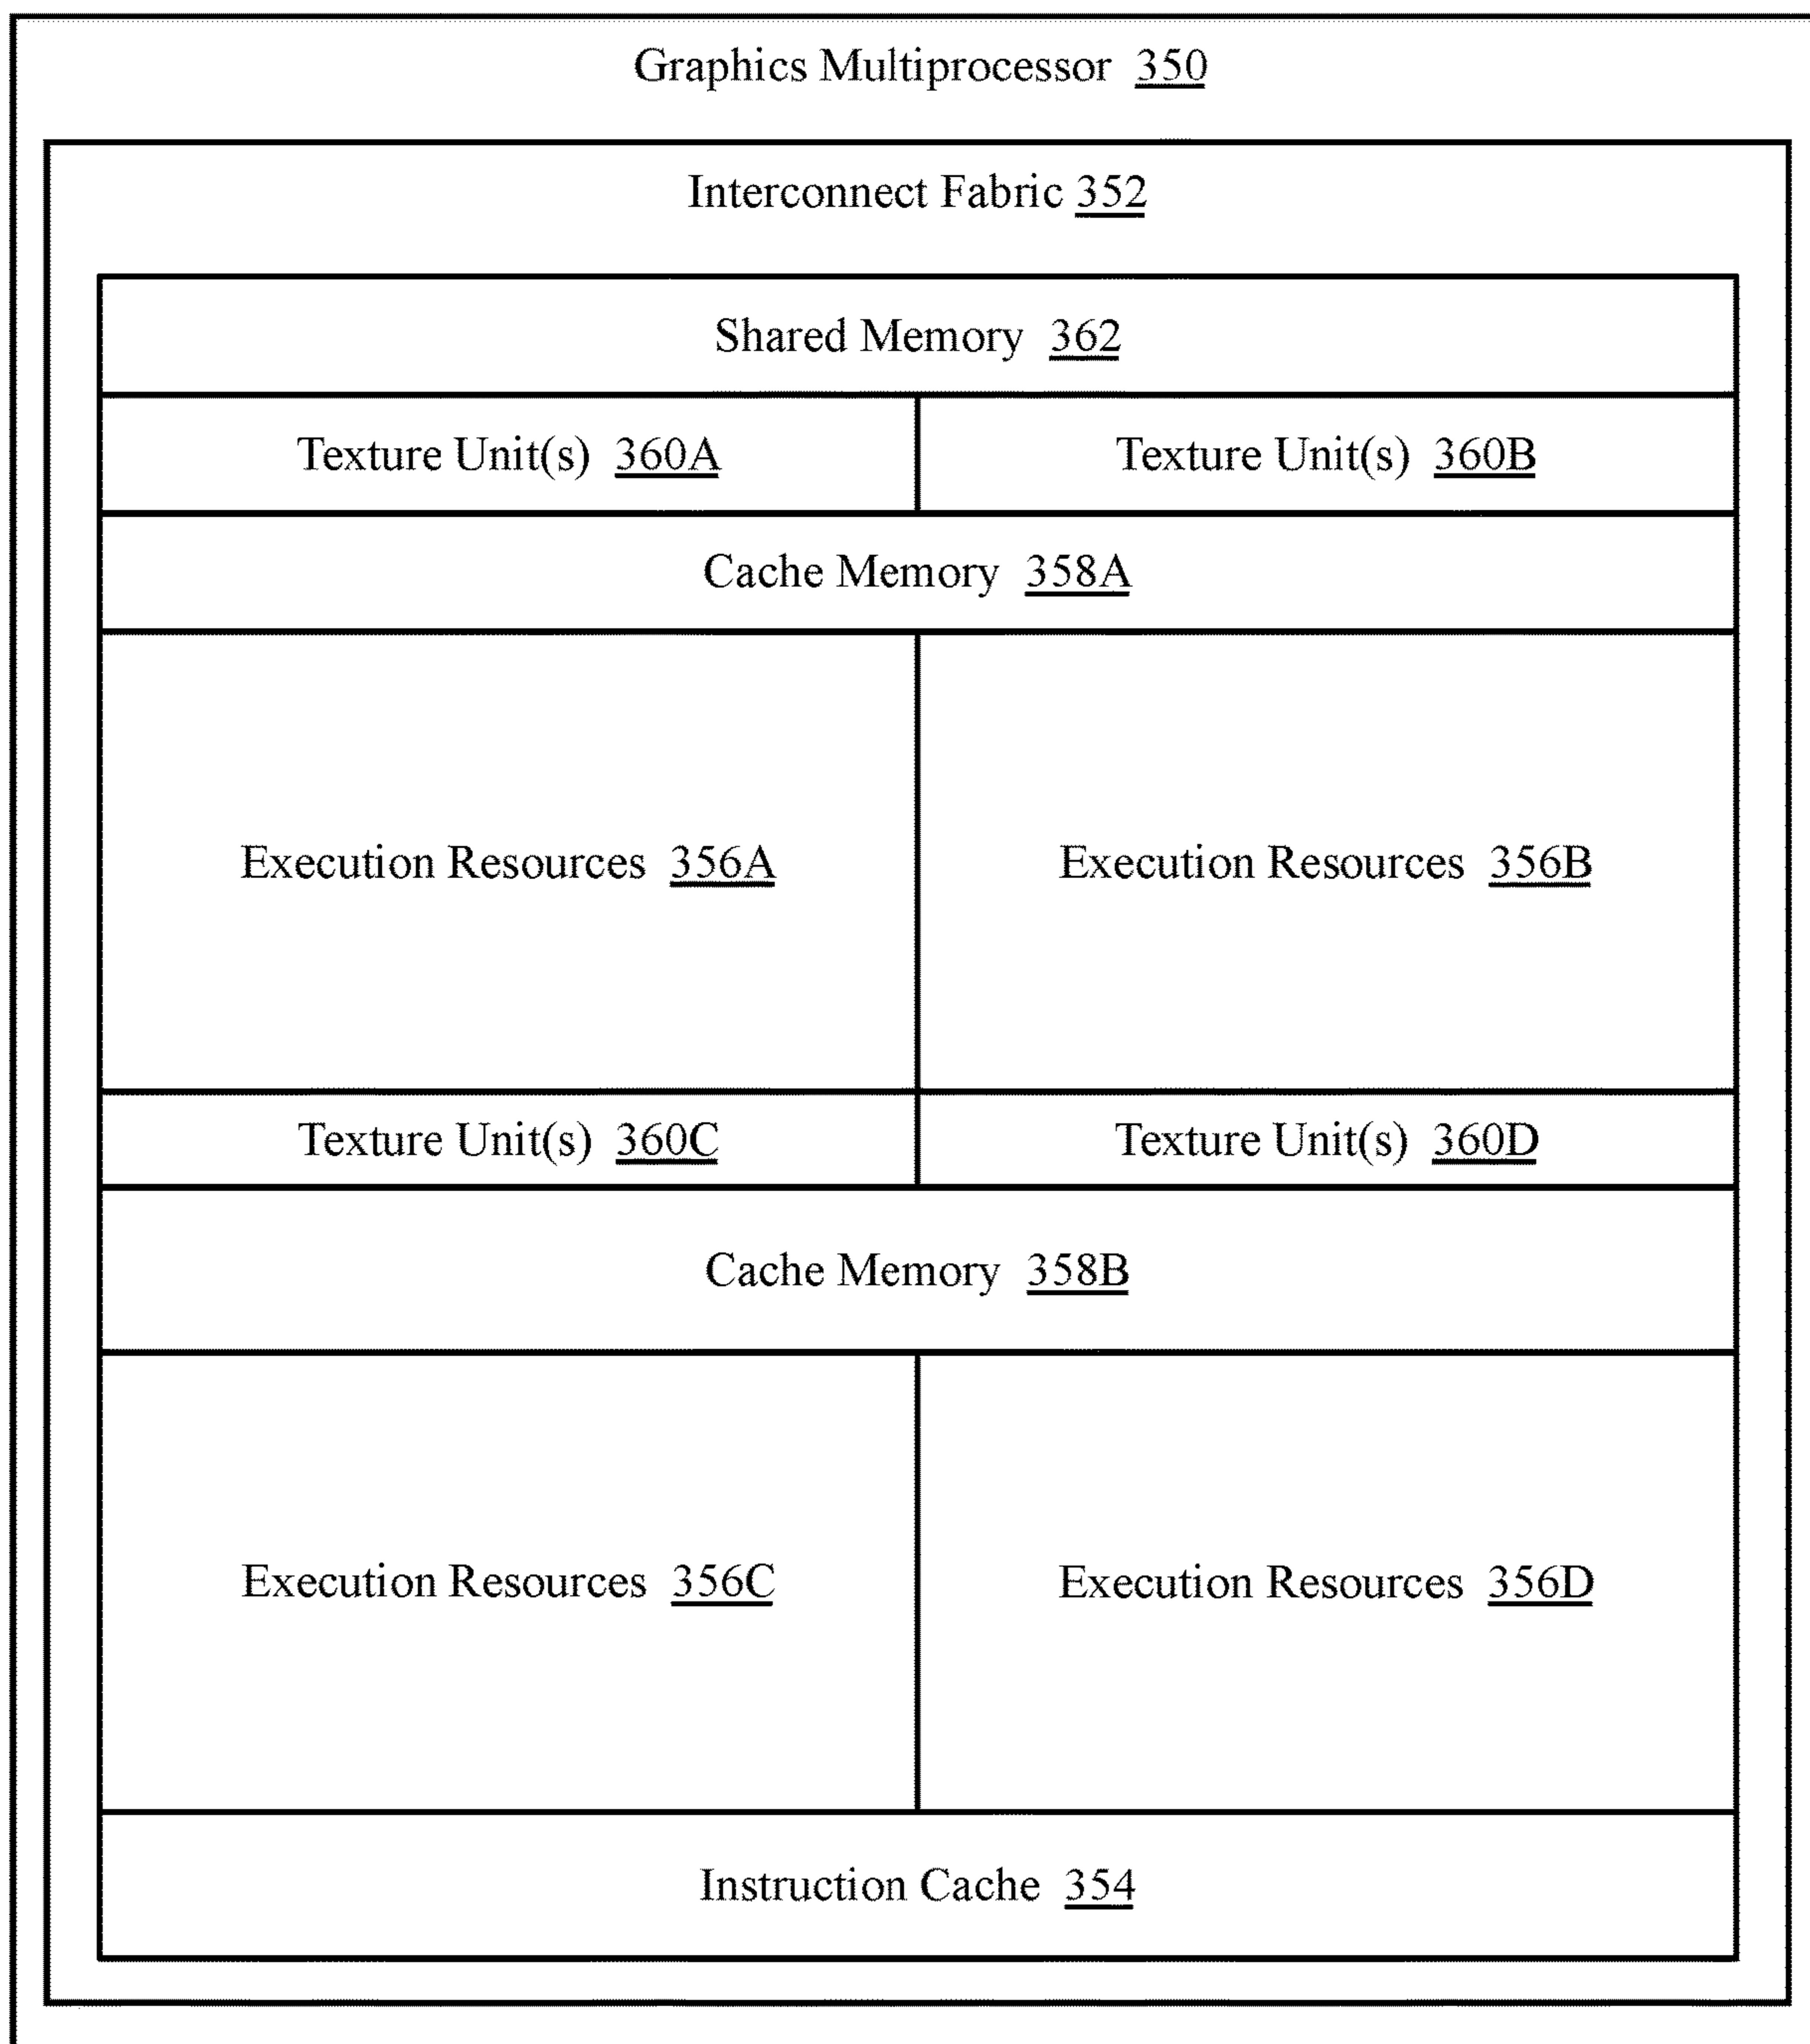 Graphics Multiprocessor 350
Interconnect Fabric 352
Shared Memory 362
Texture Unit(s) 360A
Texture Unit(s) 360B
Cache Memory 358A
Execution Resources 356A
Execution Resources 356B
Texture Unit(s) 360C
Texture Unit(s) 360D
Cache Memory 358B
Execution Resources 356C
Execution Resources 356D
Instruction Cache 354